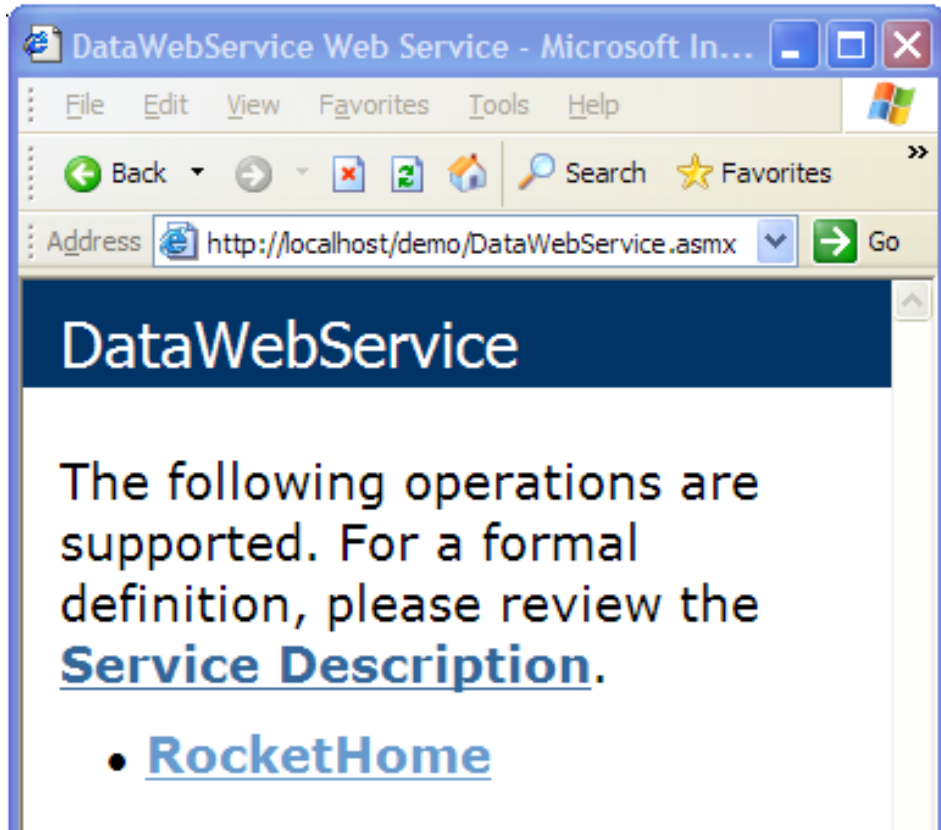 DataWebService Web Service - Microsoft In...
File Edit View Favorites Tools Help
Back Search Favorites »
Address http://localhost/demo/DataWebService.asmx Go
DataWebService
The following operations are
supported. For a formal
definition, please review the
Service Description.
• RocketHome